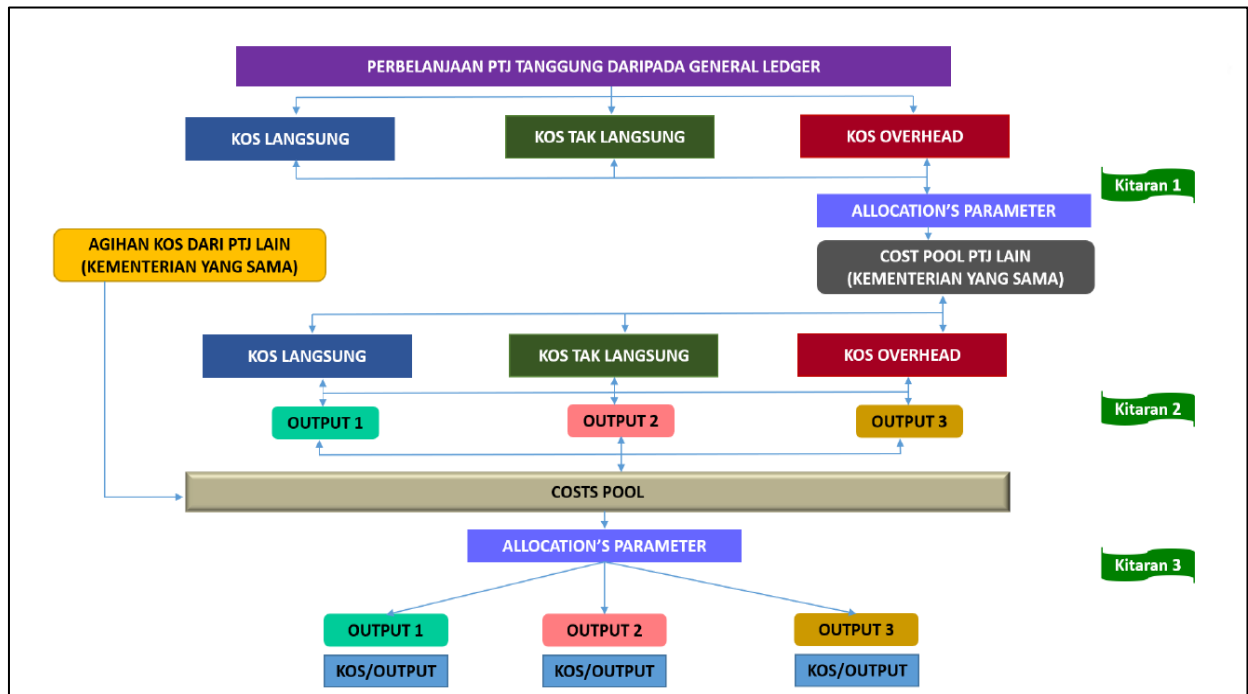 PERBELANJAAN PTJ TANGGUNG DARIPADA GENERAL LEDGER
KOS LANGSUNG
KOS TAK LANGSUNG
KOS OVERHEAD
Kitaran 1
ALLOCATION'S PARAMETER
AGIHAN KOS DARI PTJ LAIN
(KEMENTERIAN YANG SAMA)
COST POOL PTJ LAIN
(KEMENTERIAN YANG SAMA)
KOS LANGSUNG
KOS TAK LANGSUNG
KOS OVERHEAD
Kitaran 2
OUTPUT 1
OUTPUT 2
OUTPUT 3
COSTS POOL
ALLOCATION'S PARAMETER
Kitaran 3
OUTPUT 1
OUTPUT 2
OUTPUT 3
KOS/OUTPUT
KOS/OUTPUT
KOS/OUTPUT